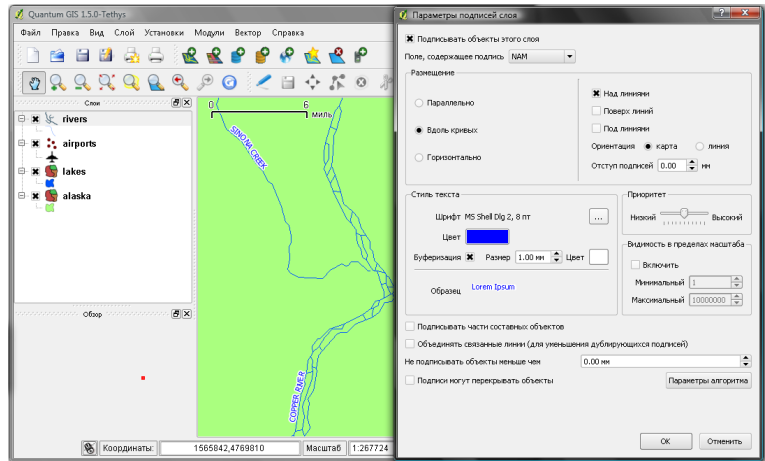 Quantum GIS 1.5.0-Tethys
Файл Правка Вид Слой Установки Модули Вектор Справка
Слои
rivers
airports
lakes
alaska
Обзор
0 6
миль
SINONA CREEK
COPPER RIVER
Координаты: 1565842,4769810 Масштаб 1:267724
Параметры подписей слоя
Подписывать объекты этого слоя
Поле, содержащее подпись NAM
Размещение
Параллельно
Вдоль кривых
Горизонтально
Над линиями
Поверх линий
Под линиями
Ориентация карта линия
Отступ подписей 0.00 мм
Стиль текста
Шрифт MS Shell Dlg 2, 8 пт ...
Цвет
Буферизация Размер 1.00 мм Цвет
Образец Lorem Ipsum
Приоритет
Низкий Высокий
Видимость в пределах масштаба
Включить
Минимальный 1
Максимальный 10000000
Подписывать части составных объектов
Объединять связанные линии (для уменьшения дублирующихся подписей)
Не подписывать объекты меньше чем 0.00 мм
Подписи могут перекрывать объекты Параметры алгоритма
OK Отменить